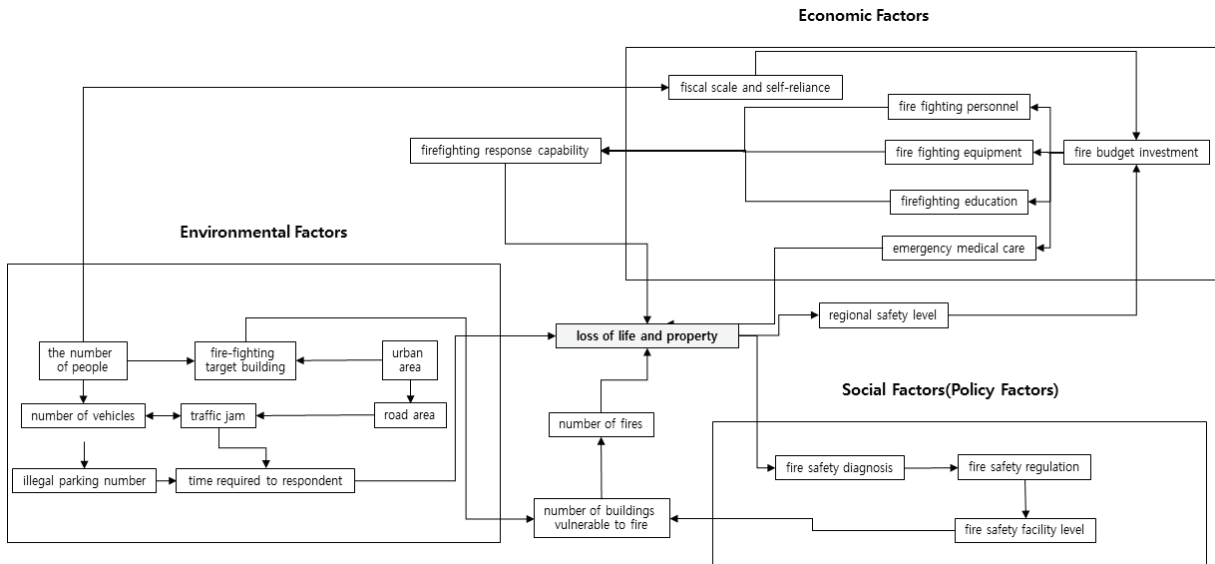 Economic Factors
fiscal scale and self-reliance
fire fighting personnel
firefighting response capability
fire fighting equipment
fire budget investment
firefighting education
Environmental Factors
emergency medical care
regional safety level
loss of life and property
the number
of people
fire-fighting
target building
urban
area
Social Factors(Policy Factors)
number of vehicles
traffic jam
road area
number of fires
fire safety diagnosis
fire safety regulation
illegal parking number
time required to respondent
number of buildings
vulnerable to fire
fire safety facility level